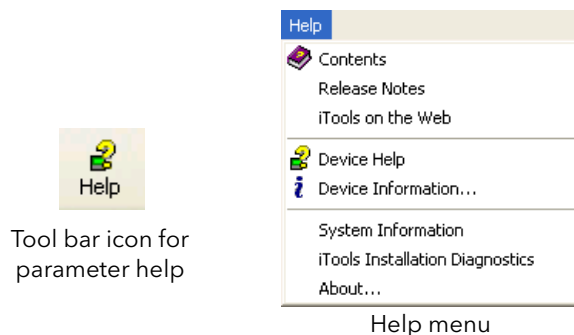 Help
Tool bar icon for
parameter help
Help
Contents
Release Notes
iTools on the Web
Device Help
Device Information...
System Information
iTools Installation Diagnostics
About...
Help menu